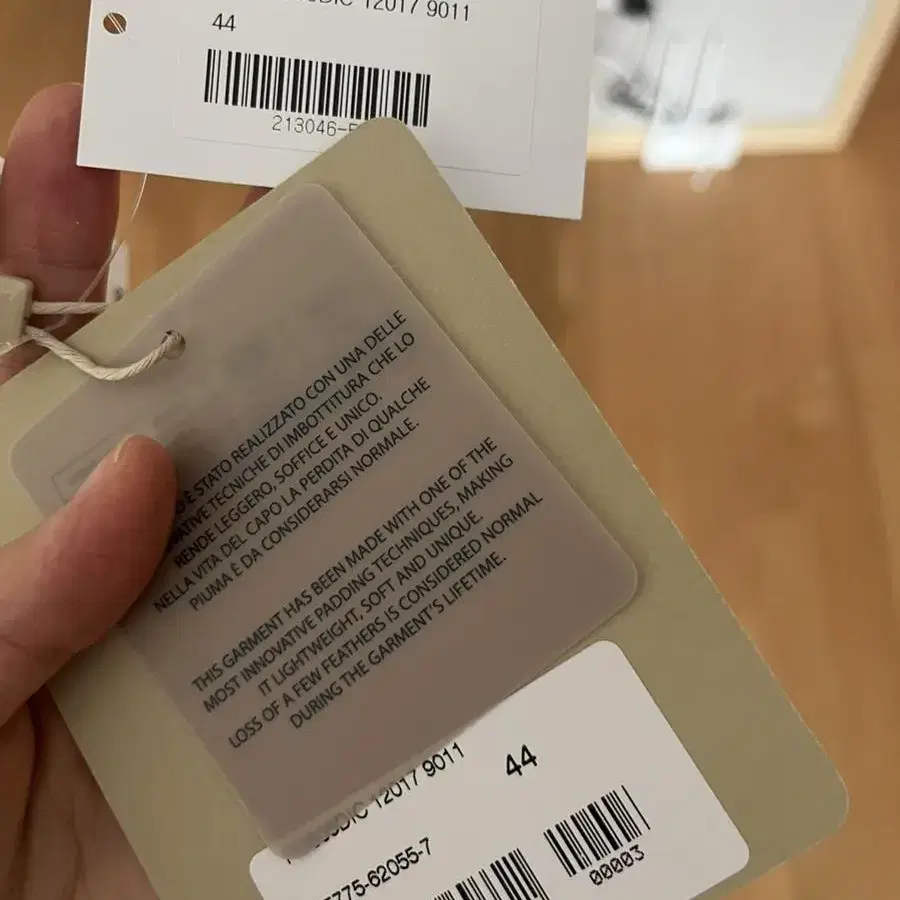 12017 9011
44
213046-
È STATO REALIZZATO CON UNA DELLE
TECNICHE DI IMBOTTITURA CHE LO
RENDE LEGGERO, SOFFICE E UNICO.
NELLA VITA DEL CAPO LA PERDITA DI QUALCHE
PIUMA È DA CONSIDERARSI NORMALE.
THIS GARMENT HAS BEEN MADE WITH ONE OF THE
MOST INNOVATIVE PADDING TECHNIQUES, MAKING
IT LIGHTWEIGHT, SOFT AND UNIQUE
LOSS OF A FEW FEATHERS IS CONSIDERED NORMAL
DURING THE GARMENT'S LIFETIME.
12017 9011
44
775-62055-7
00003